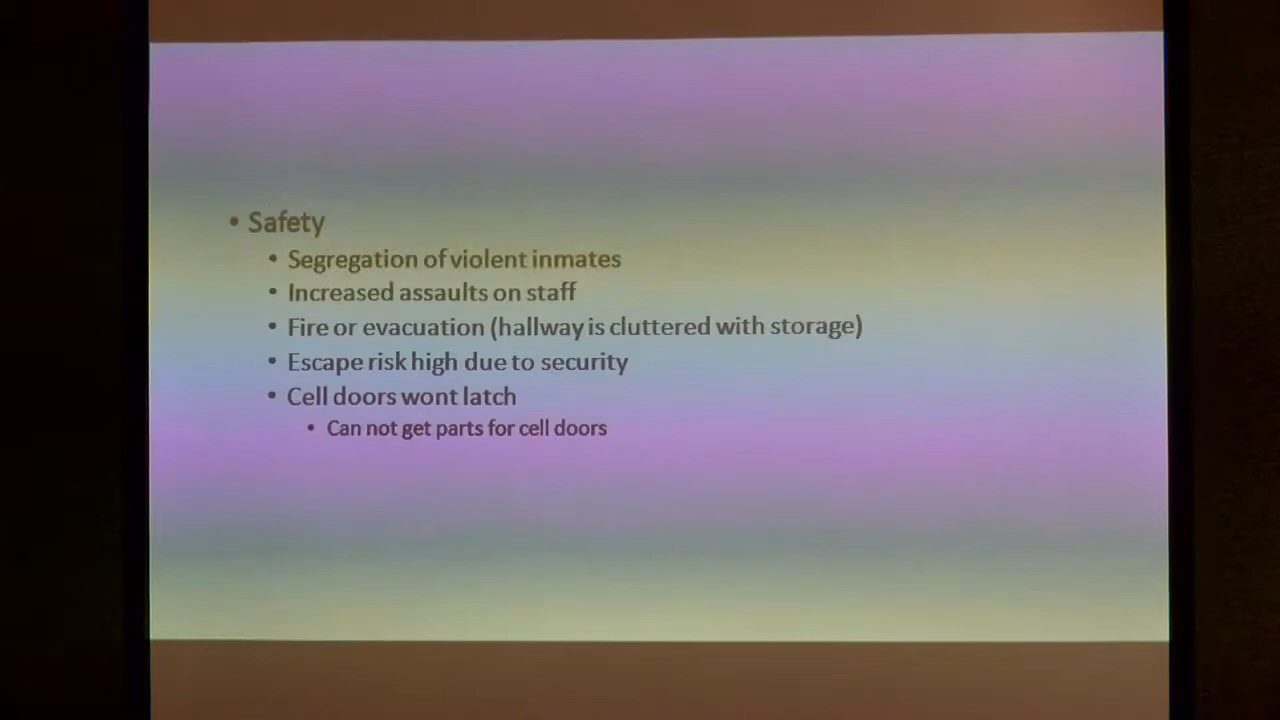 • Safety
• Segregation of violent inmates
• Increased assaults on staff
• Fire or evacuation (hallway is cluttered with storage)
• Escape risk high due to security
• Cell doors wont latch
• Can not get parts for cell doors